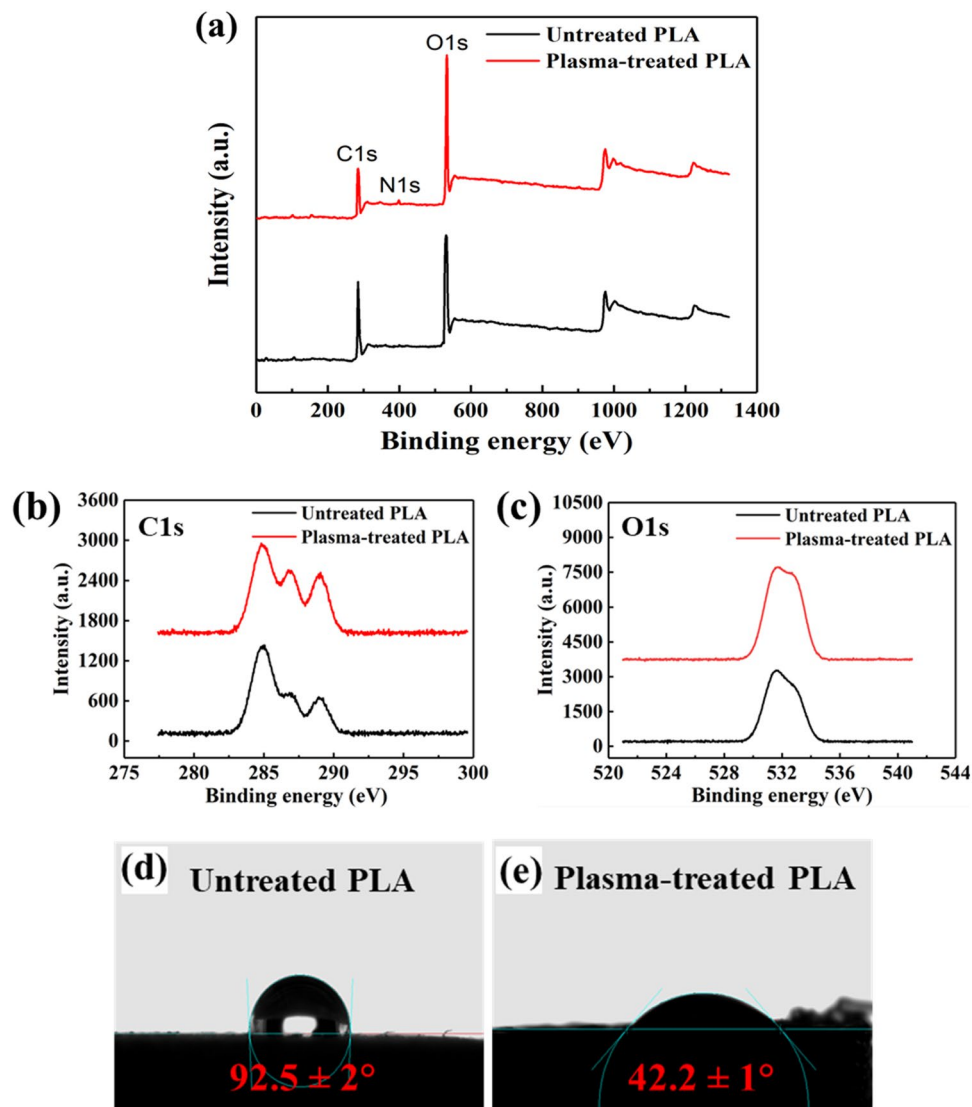 (a)
Untreated PLA
Plasma-treated PLA
O1s
C1s
N1s
Intensity (a.u.)
0 200 400 600 800 1000 1200 1400
Binding energy (eV)
(b)
C1s
Untreated PLA
Plasma-treated PLA
3600
3000
2400
1800
1200
600
0
Intensity (a.u.)
275 280 285 290 295 300
Binding energy (eV)
(c)
O1s
Untreated PLA
Plasma-treated PLA
10500
9000
7500
6000
4500
3000
1500
0
Intensity (a.u.)
520 524 528 532 536 540 544
Binding energy (eV)
(d)
Untreated PLA
92.5 ± 2°
(e)
Plasma-treated PLA
42.2 ± 1°